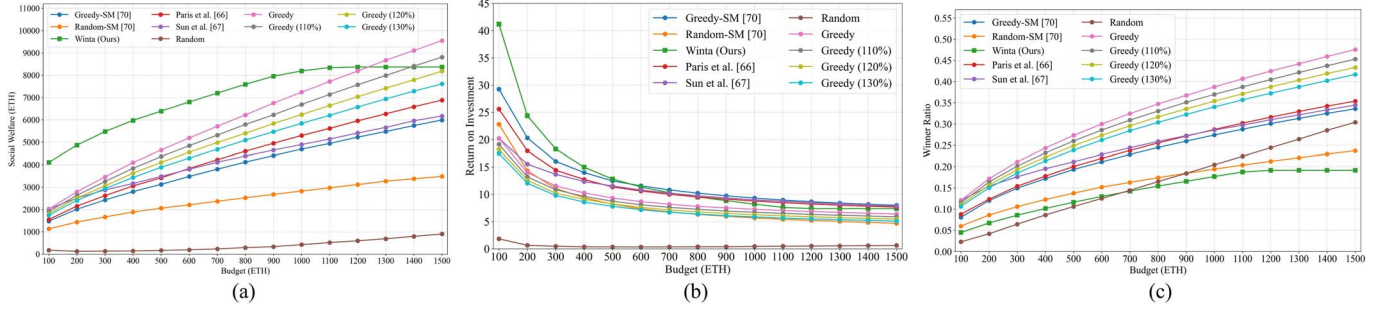 Greedy-SM [70]
Random-SM [70]
Winta (Ours)
Paris et al. [66]
Sun et al. [67]
Random
Greedy
Greedy (110%)
Greedy (120%)
Greedy (130%)
11000
10000
9000
8000
7000
6000
5000
4000
3000
2000
1000
0
Social Welfare (ETH)
100 200 300 400 500 600 700 800 900 1000 1100 1200 1300 1400 1500
Budget (ETH)
(a)
Greedy-SM [70]
Random-SM [70]
Winta (Ours)
Paris et al. [66]
Sun et al. [67]
Random
Greedy
Greedy (110%)
Greedy (120%)
Greedy (130%)
45
40
35
30
25
20
15
10
5
0
Return on Investment
100 200 300 400 500 600 700 800 900 1000 1100 1200 1300 1400 1500
Budget (ETH)
(b)
Greedy-SM [70]
Random-SM [70]
Winta (Ours)
Paris et al. [66]
Sun et al. [67]
Random
Greedy
Greedy (110%)
Greedy (120%)
Greedy (130%)
0.55
0.50
0.45
0.40
0.35
0.30
0.25
0.20
0.15
0.10
0.05
0.00
Winner Ratio
100 200 300 400 500 600 700 800 900 1000 1100 1200 1300 1400 1500
Budget (ETH)
(c)